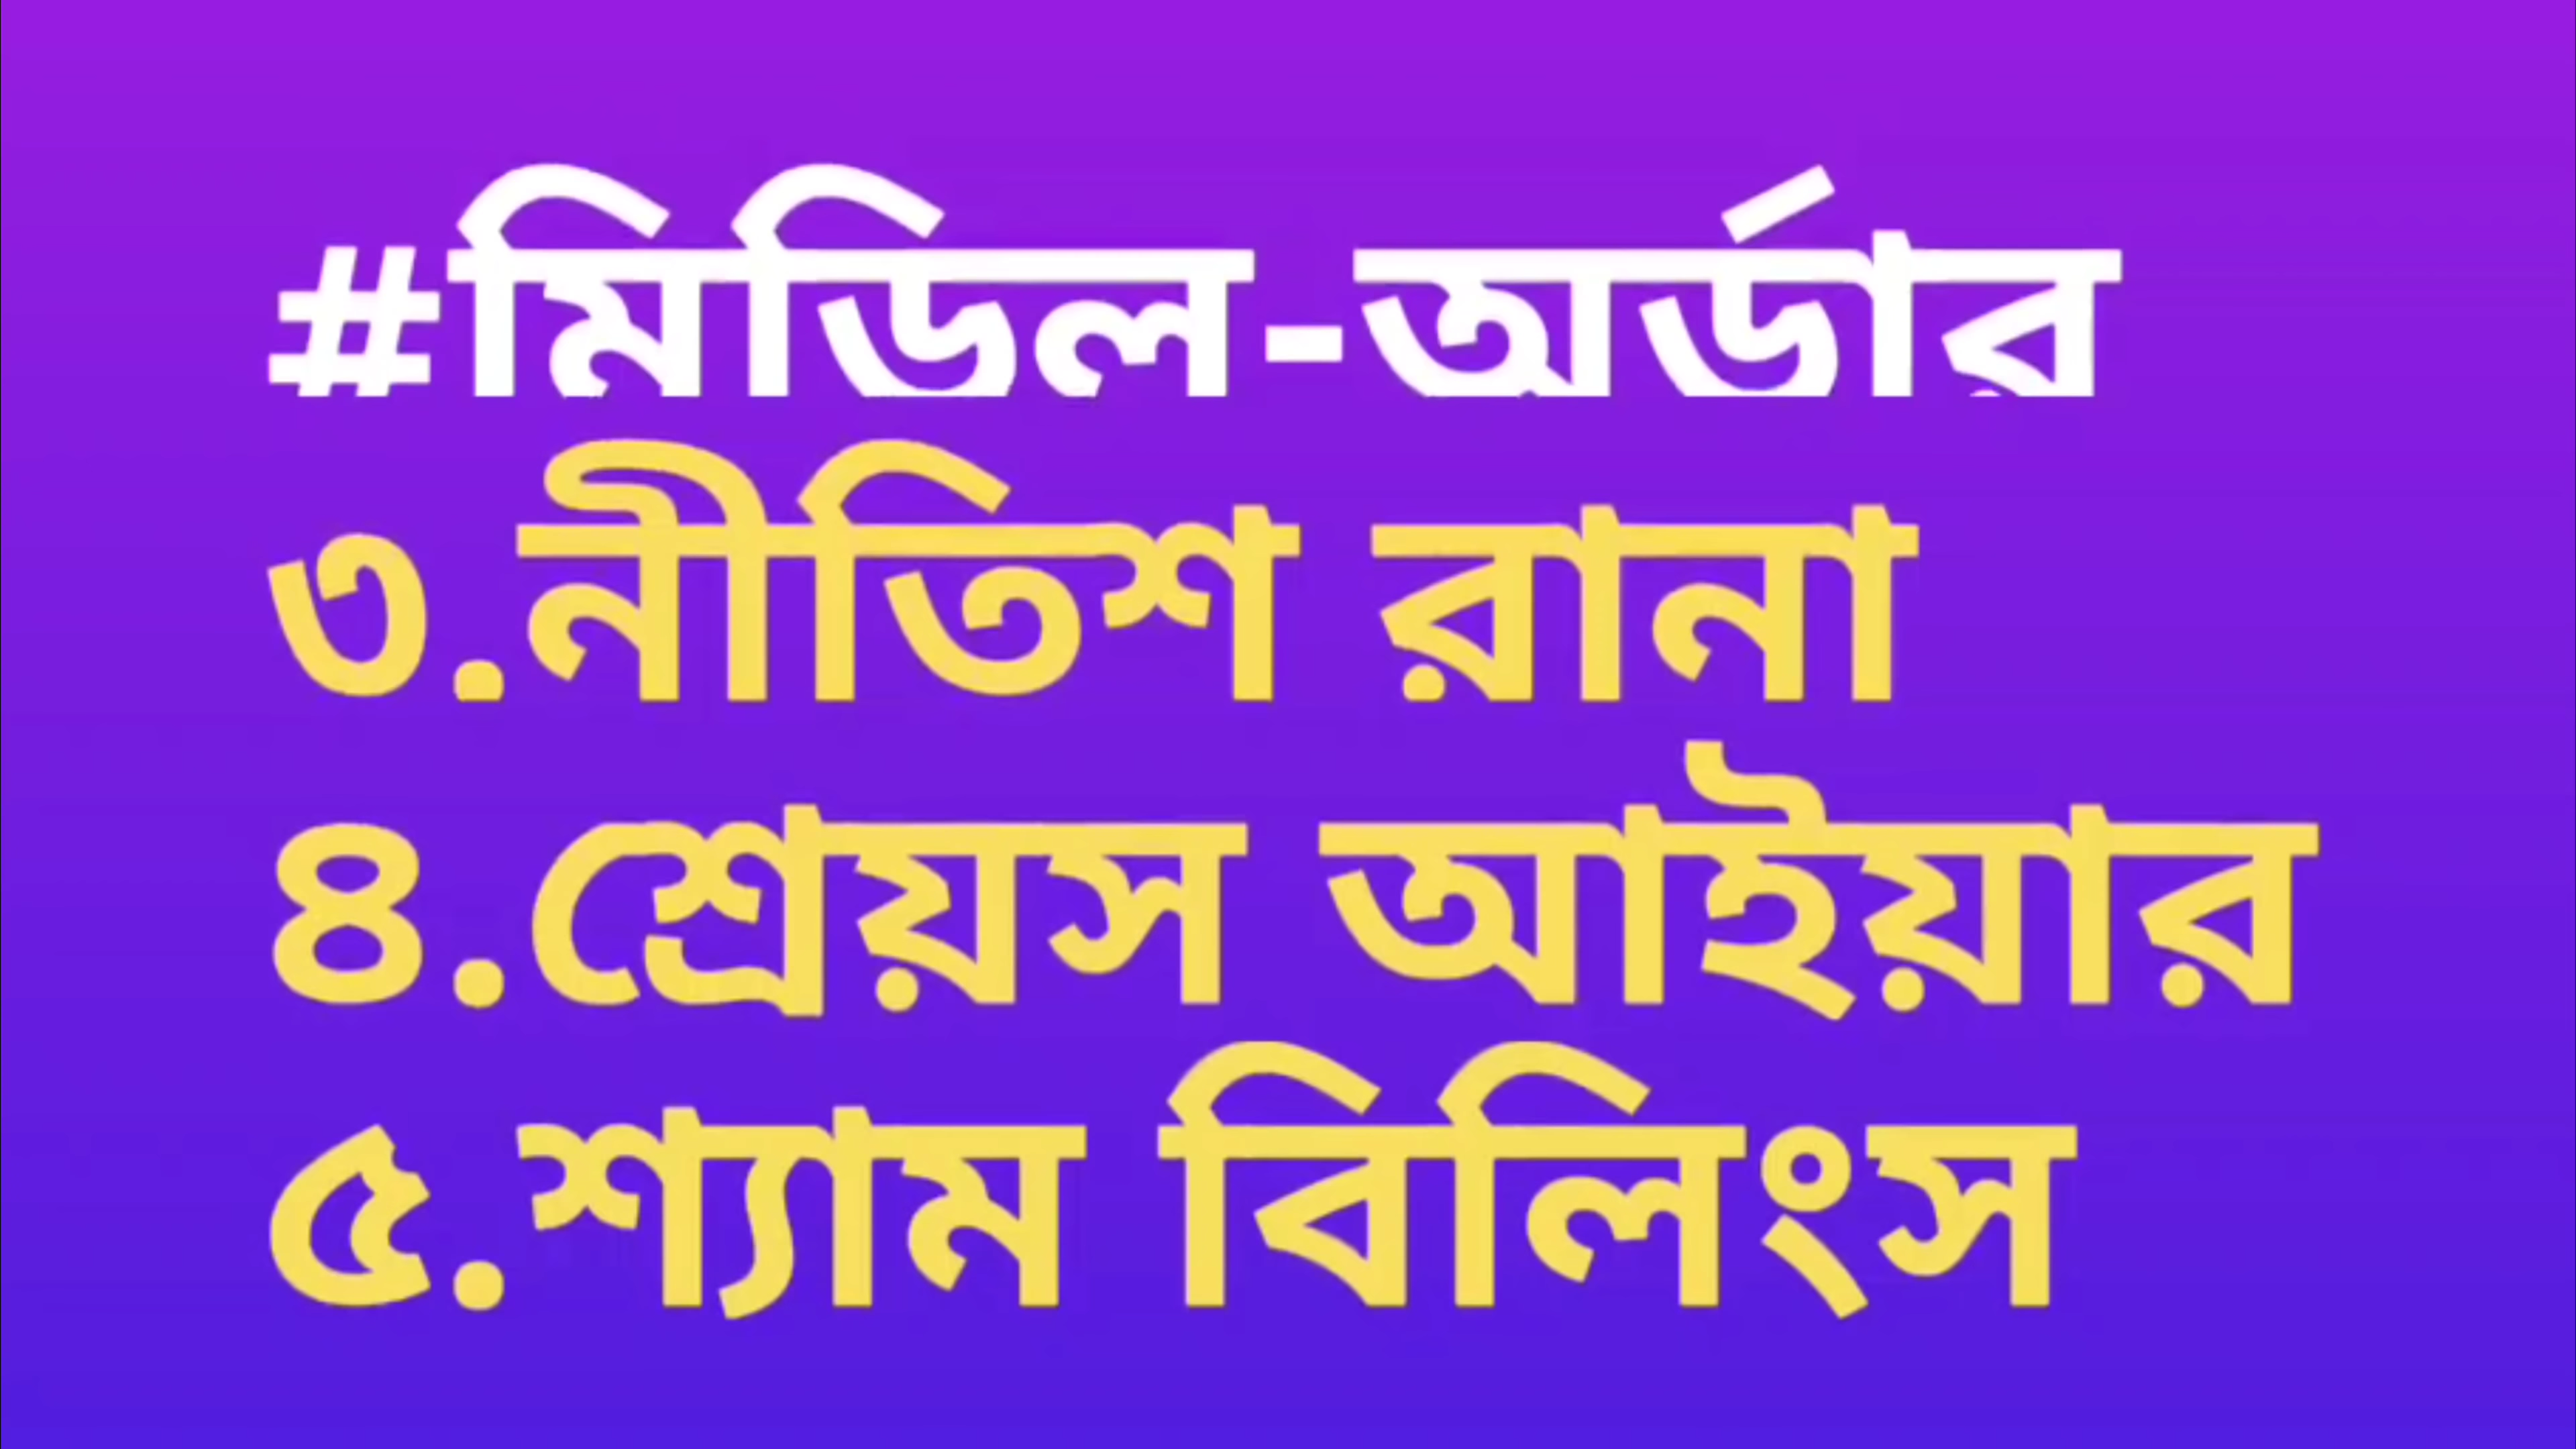 #মিডিল-অর্ডার
৩.নীতিশ রানা
৪.শ্রেয়স আইয়ার
৫.শ্যাম বিলিংস